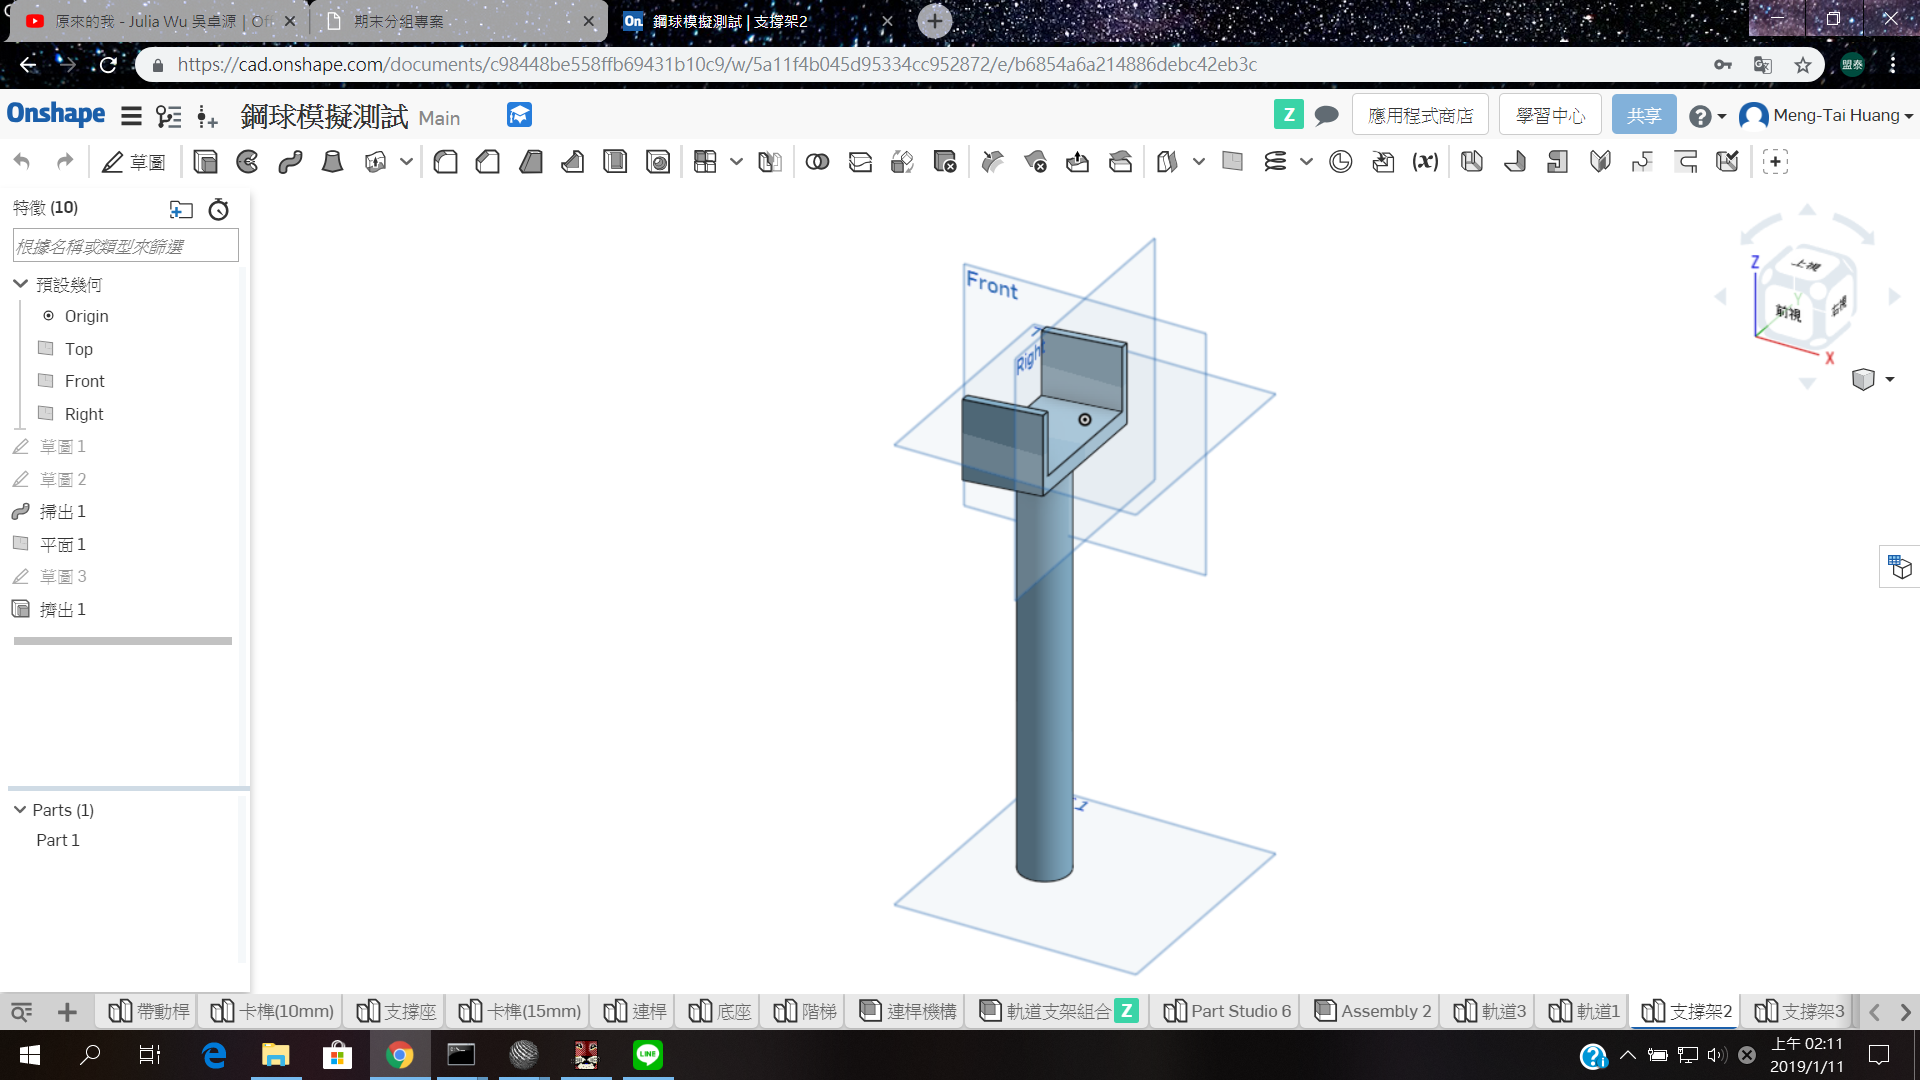 原來的我 - Julia Wu 吳卓源 | Of
期末分組專案
On. 鋼球模擬測試 | 支撐架2
https://cad.onshape.com/documents/c98448be558ffb69431b10c9/w/5a11f4b045d95334cc952872/e/b6854a6a214886debc42eb3c
盟泰
Onshape
鋼球模擬測試 Main
Z
應用程式商店
學習中心
共享
Meng-Tai Huang
草圖
(x)
特徵 (10)
根據名稱或類型來篩選
預設幾何
Origin
Top
Front
Right
草圖 1
草圖 2
掃出 1
平面 1
草圖 3
擠出 1
Parts (1)
Part 1
Front
Right
Z
上視
Y
前視
右視
X
帶動桿
卡榫(10mm)
支撐座
卡榫(15mm)
連桿
底座
階梯
連桿機構
軌道支架組合 Z
Part Studio 6
Assembly 2
軌道3
軌道1
支撐架2
支撐架3
LINE
上午 02:11
2019/1/11